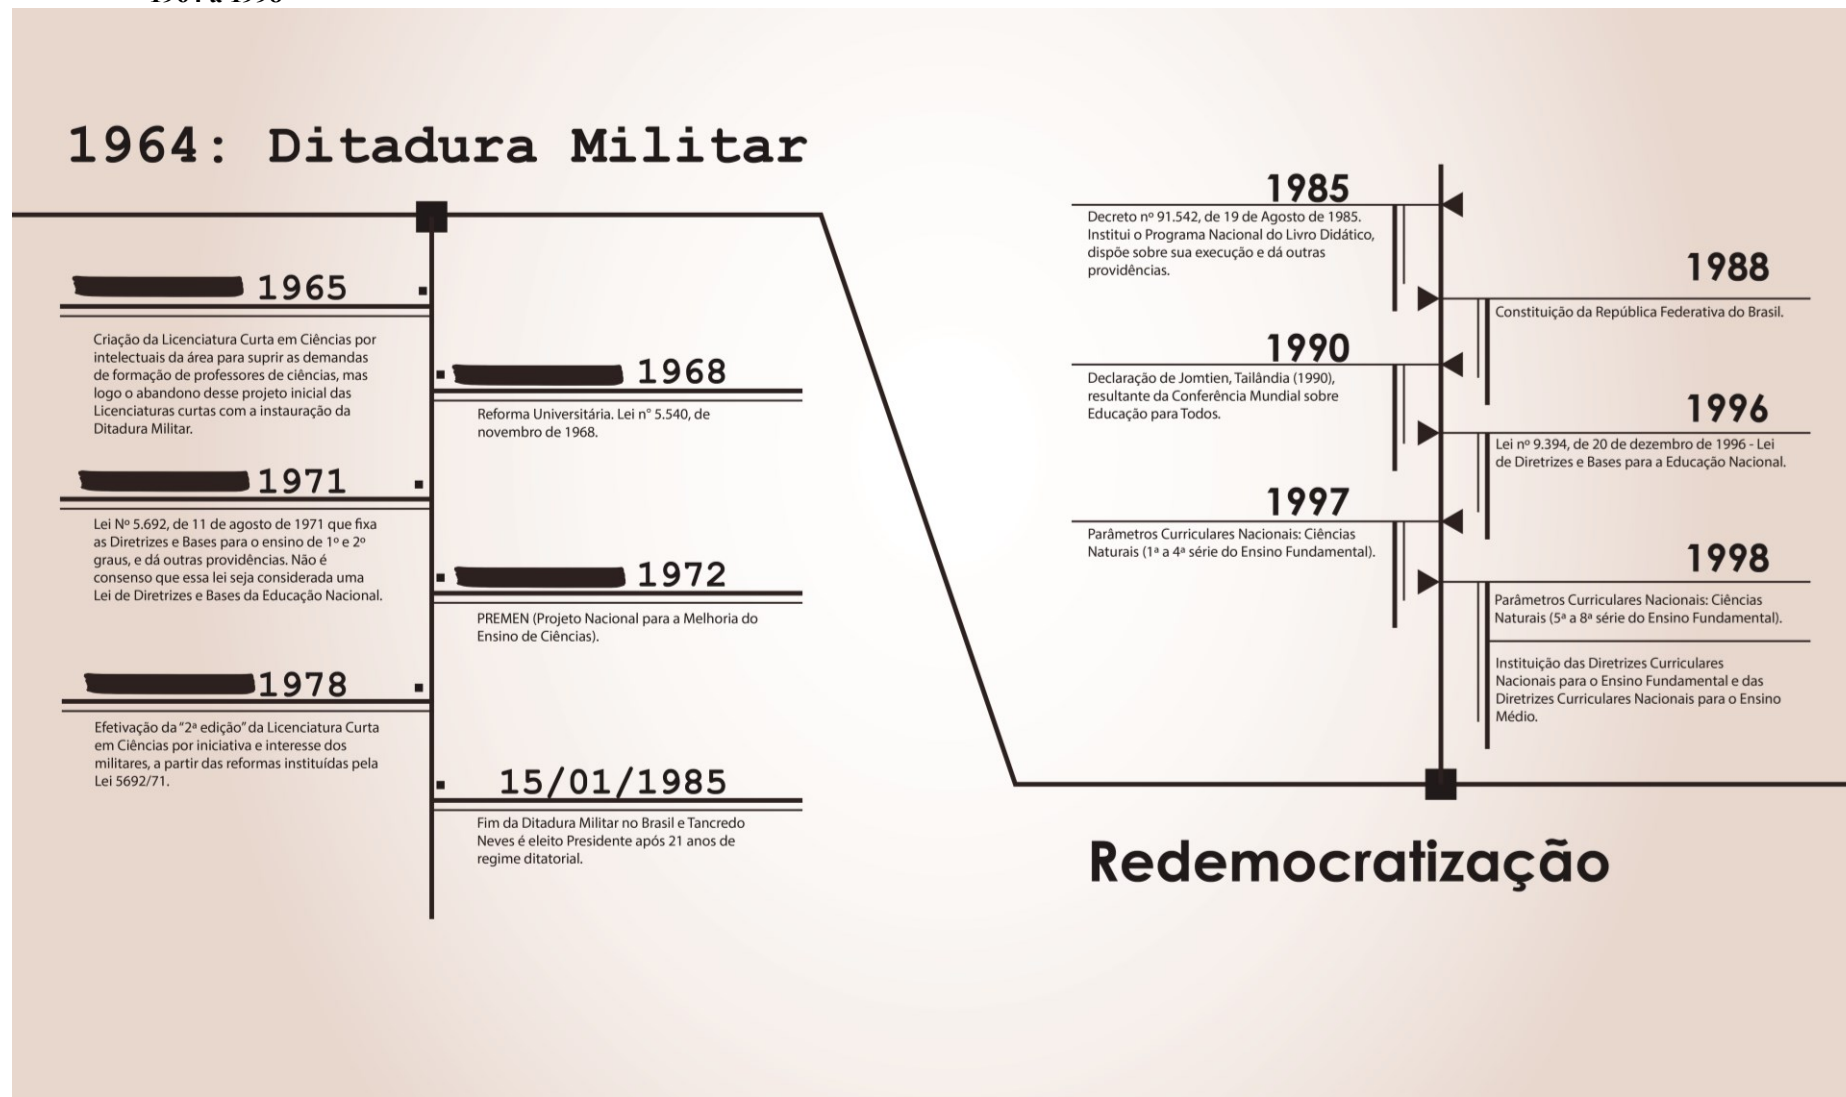 1964 a 1998
1964: Ditadura Militar
1965
Criação da Licenciatura Curta em Ciências por
intelectuais da área para suprir as demandas
de formação de professores de ciências, mas
logo o abandono desse projeto inicial das
Licenciaturas curtas com a instauração da
Ditadura Militar.
1968
Reforma Universitária. Lei n° 5.540, de
novembro de 1968.
1971
Lei Nº 5.692, de 11 de agosto de 1971 que fixa
as Diretrizes e Bases para o ensino de 1º e 2º
graus, e dá outras providências. Não é
consenso que essa lei seja considerada uma
Lei de Diretrizes e Bases da Educação Nacional.
1972
PREMEN (Projeto Nacional para a Melhoria do
Ensino de Ciências).
1978
Efetivação da "2ª edição" da Licenciatura Curta
em Ciências por iniciativa e interesse dos
militares, a partir das reformas instituídas pela
Lei 5692/71.
15/01/1985
Fim da Ditadura Militar no Brasil e Tancredo
Neves é eleito Presidente após 21 anos de
regime ditatorial.
1985
Decreto nº 91.542, de 19 de Agosto de 1985.
Institui o Programa Nacional do Livro Didático,
dispõe sobre sua execução e dá outras
providências.
1988
Constituição da República Federativa do Brasil.
1990
Declaração de Jomtien, Tailândia (1990),
resultante da Conferência Mundial sobre
Educação para Todos.
1996
Lei nº 9.394, de 20 de dezembro de 1996 - Lei
de Diretrizes e Bases para a Educação Nacional.
1997
Parâmetros Curriculares Nacionais: Ciências
Naturais (1ª a 4ª série do Ensino Fundamental).
1998
Parâmetros Curriculares Nacionais: Ciências
Naturais (5ª a 8ª série do Ensino Fundamental).
Instituição das Diretrizes Curriculares
Nacionais para o Ensino Fundamental e das
Diretrizes Curriculares Nacionais para o Ensino
Médio.
Redemocratização